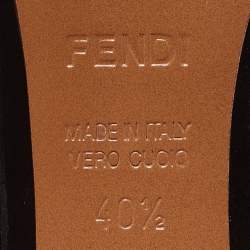 FENDI
MADE IN ITALY
VERO CUOIO
40½